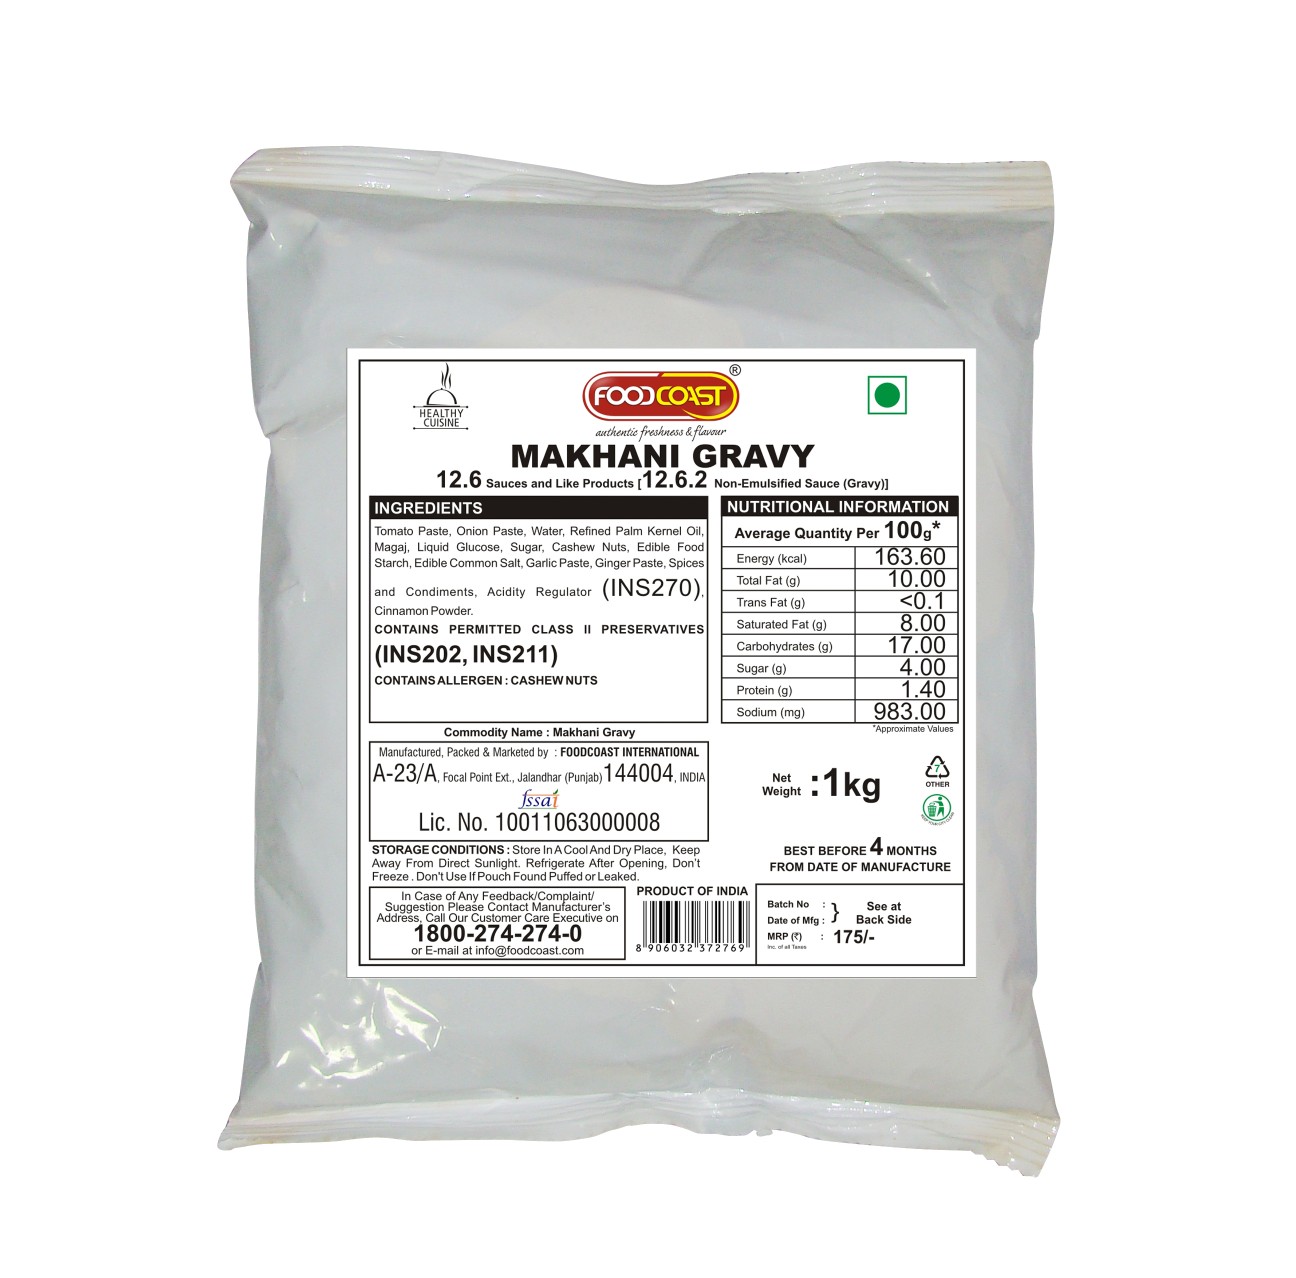 HEALTHY
CUISINE
FOODCOAST ®
authentic freshness & flavour
MAKHANI GRAVY
12.6 Sauces and Like Products [12.6.2 Non-Emulsified Sauce (Gravy)]
INGREDIENTS
Tomato Paste, Onion Paste, Water, Refined Palm Kernel Oil,
Magaj, Liquid Glucose, Sugar, Cashew Nuts, Edible Food
Starch, Edible Common Salt, Garlic Paste, Ginger Paste, Spices
and Condiments, Acidity Regulator (INS270),
Cinnamon Powder.
CONTAINS PERMITTED CLASS II PRESERVATIVES
(INS202, INS211)
CONTAINS ALLERGEN : CASHEW NUTS
NUTRITIONAL INFORMATION
Average Quantity Per 100g*
Energy (kcal) 163.60
Total Fat (g) 10.00
Trans Fat (g) <0.1
Saturated Fat (g) 8.00
Carbohydrates (g) 17.00
Sugar (g) 4.00
Protein (g) 1.40
Sodium (mg) 983.00
*Approximate Values
Commodity Name : Makhani Gravy
Manufactured, Packed & Marketed by : FOODCOAST INTERNATIONAL
A-23/A, Focal Point Ext., Jalandhar (Punjab) 144004, INDIA
fssai
Lic. No. 10011063000008
Net
Weight : 1kg
7
OTHER
STORAGE CONDITIONS : Store In A Cool And Dry Place, Keep
Away From Direct Sunlight. Refrigerate After Opening, Don't
Freeze . Don't Use If Pouch Found Puffed or Leaked.
BEST BEFORE 4 MONTHS
FROM DATE OF MANUFACTURE
In Case of Any Feedback/Complaint/
Suggestion Please Contact Manufacturer's
Address, Call Our Customer Care Executive on
1800-274-274-0
or E-mail at info@foodcoast.com
PRODUCT OF INDIA
8 906032 372769
Batch No :
Date of Mfg : } See at
Back Side
MRP (₹) : 175/-
Inc. of all Taxes